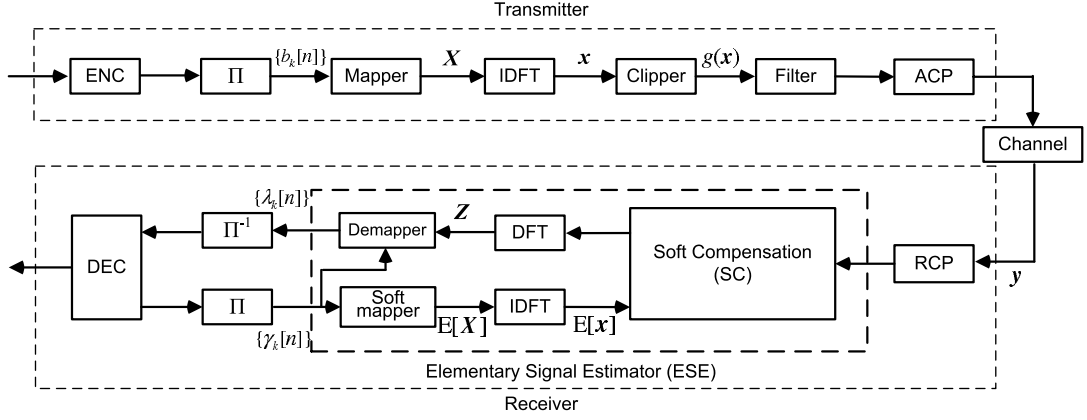 Transmitter
ENC
Π
{b_k[n]}
Mapper
X
IDFT
x
Clipper
g(x)
Filter
ACP
Channel
{λ_k[n]}
DEC
Π⁻¹
Demapper
Z
DFT
Soft Compensation
(SC)
RCP
y
Π
{γ_k[n]}
Soft
mapper
E[X]
IDFT
E[x]
Elementary Signal Estimator (ESE)
Receiver